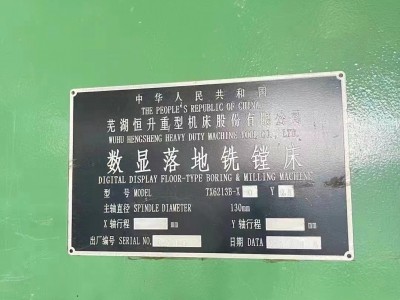 中华人民共和国
THE PEOPLE'S REPUBLIC OF CHINA
芜湖恒升重型机床股份有限公司
WUHU HENGSHENG HEAVY DUTY MACHINE TOOL CO., LTD.
数显落地铣镗床
DIGITAL DISPLAY FLOOR-TYPE BORING & MILLING MACHINE
型 号 MODEL TX6213B-X Y
主轴直径 SPINDLE DIAMETER 130mm
X 轴行程 mm Y 轴行程 mm
出厂编号 SERIAL NO. 日期 DATA